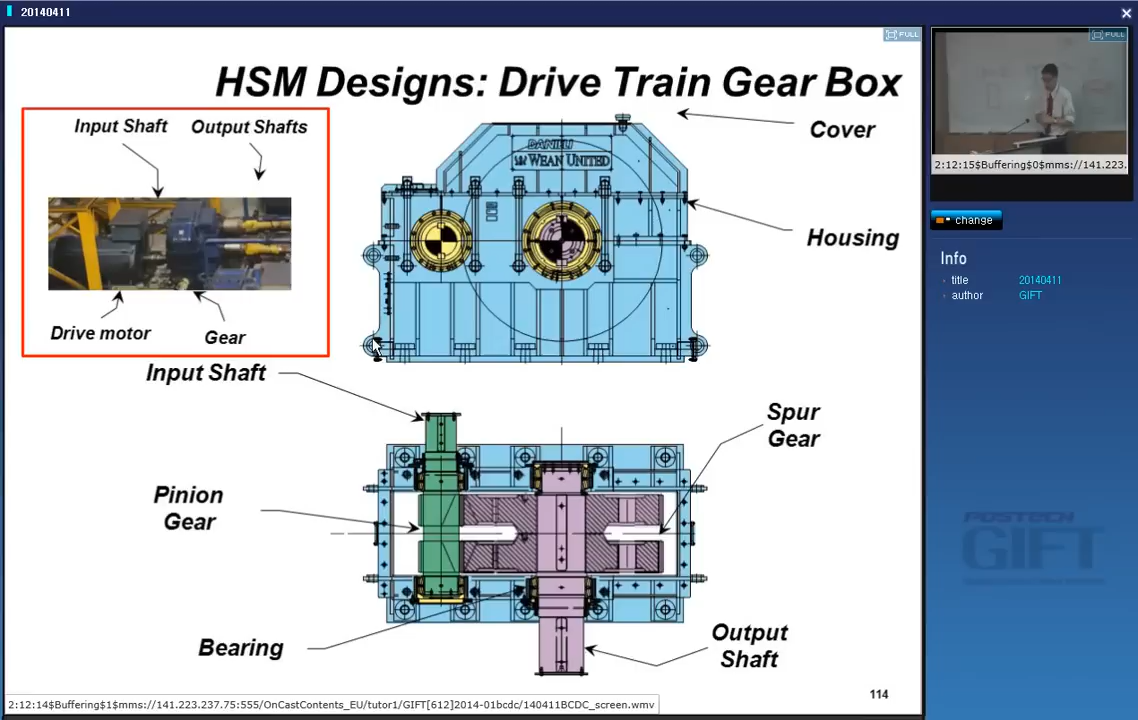 20140411
FULL
HSM Designs: Drive Train Gear Box
Input Shaft
Output Shafts
Drive motor
Gear
DANIELI
WEAN UNITED
Cover
Housing
Input Shaft
Spur
Gear
Pinion
Gear
Bearing
Output
Shaft
114
2:12:14$Buffering$1$mms://141.223.237.75:555/OnCastContents_EU/tutor1/GIFT[612]2014-01bcdc/140411BCDC_screen.wmv
FULL
2:12:15$Buffering$0$mms://141.223.
change
Info
title 20140411
author GIFT
POSTECH
GIFT